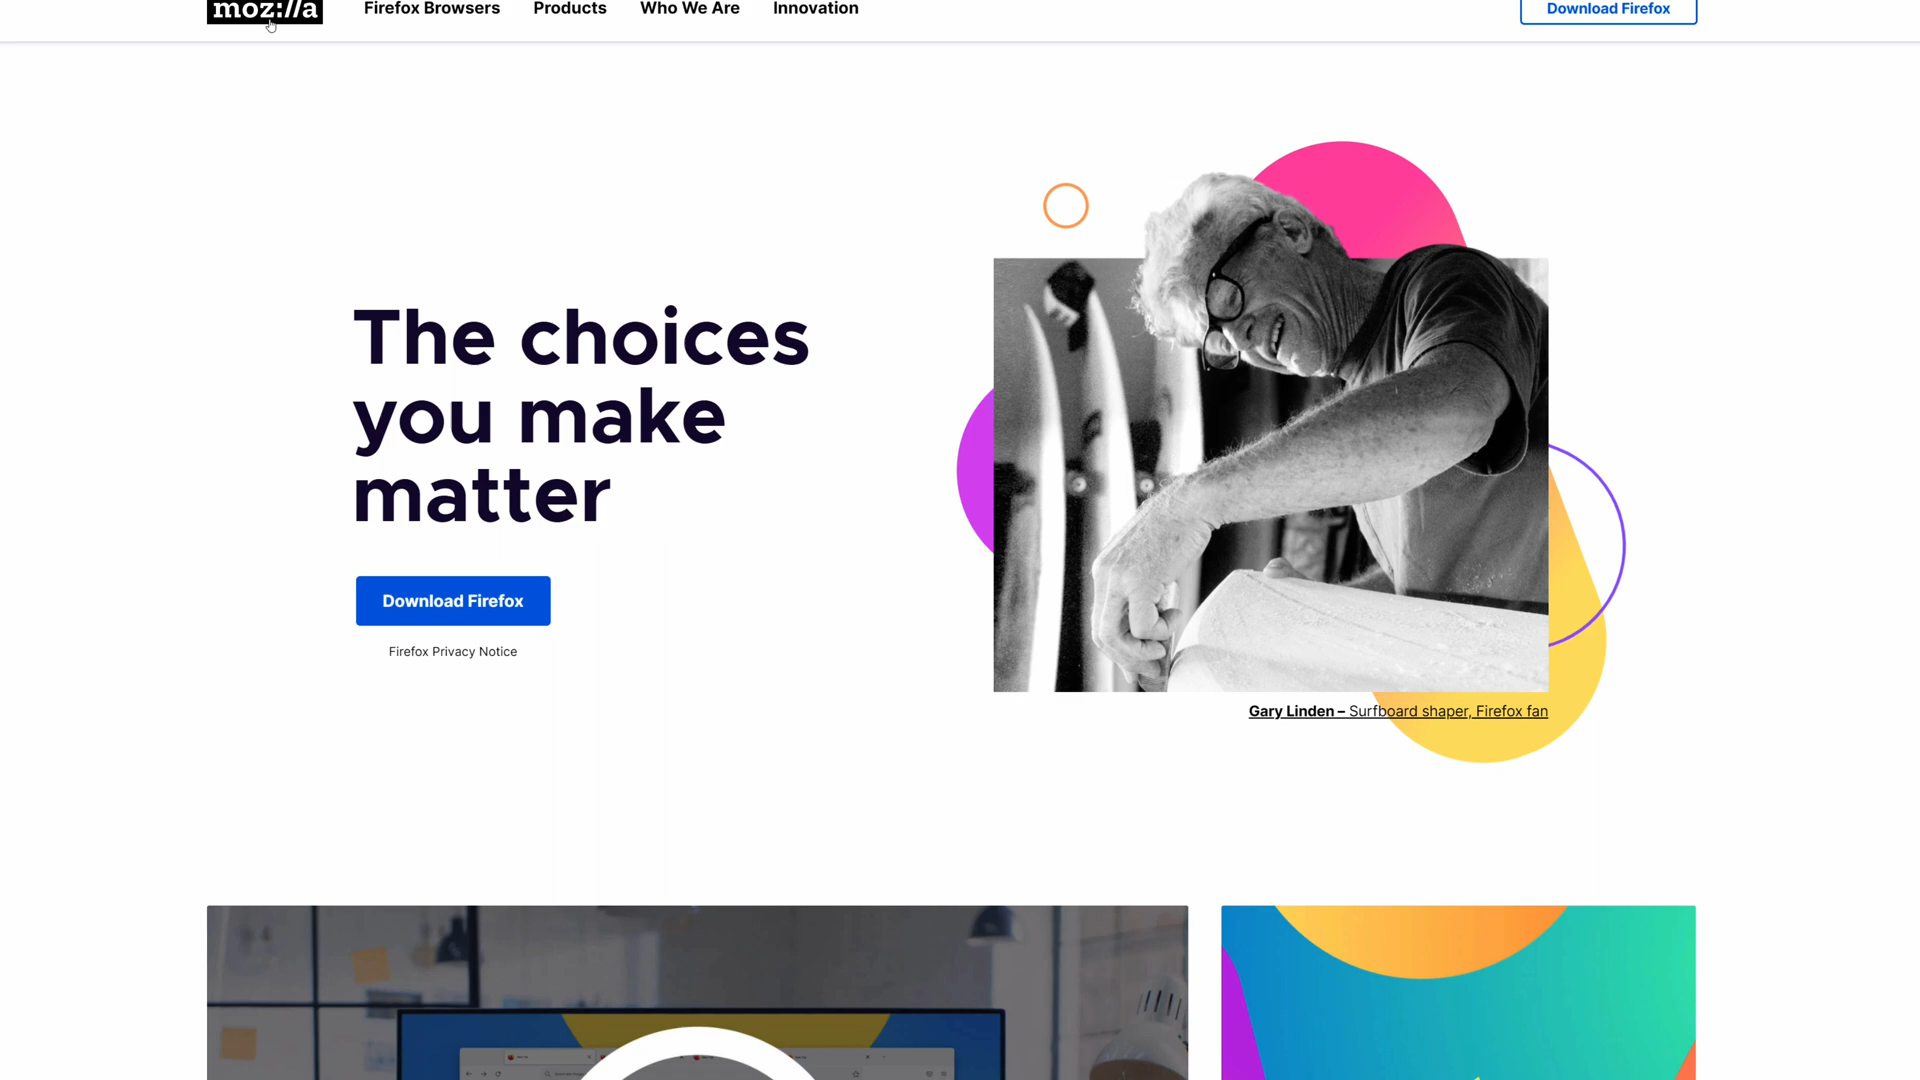 moz://a
Firefox Browsers
Products
Who We Are
Innovation
Download Firefox
The choices
you make
matter
Download Firefox
Firefox Privacy Notice
Gary Linden – Surfboard shaper, Firefox fan